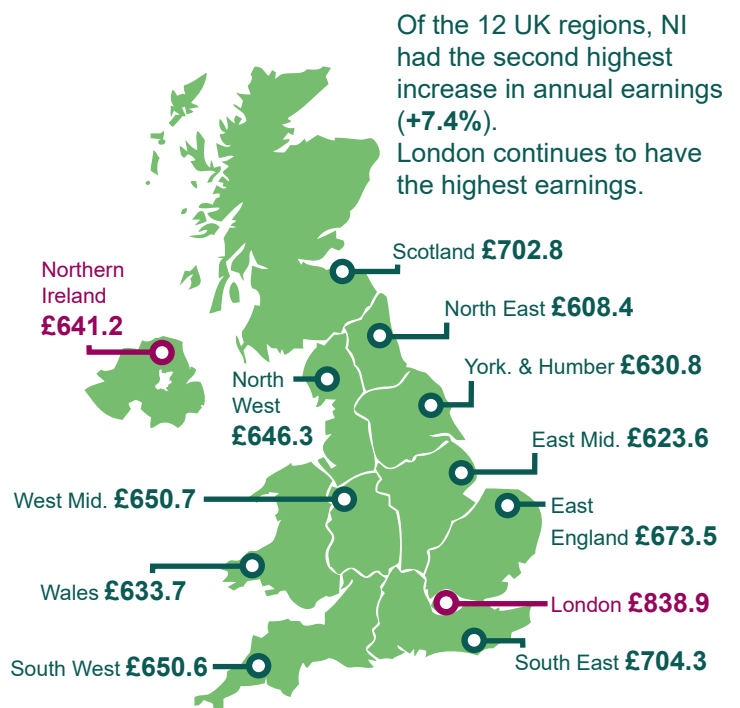 Of the 12 UK regions, NI
had the second highest
increase in annual earnings
(+7.4%).
London continues to have
the highest earnings.
Scotland £702.8
Northern
Ireland
£641.2
North East £608.4
York. & Humber £630.8
North
West
£646.3
East Mid. £623.6
West Mid. £650.7
East
England £673.5
Wales £633.7
London £838.9
South East £704.3
South West £650.6